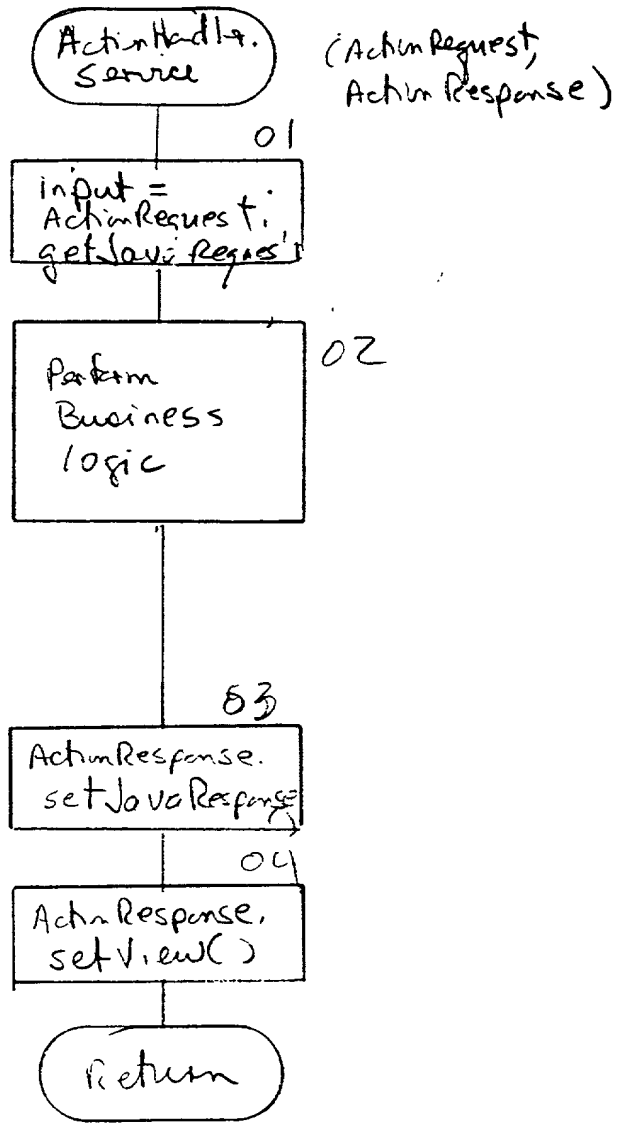 ActionHandler.
service
(ActionRequest,
ActionResponse)
01
input =
ActionRequest.
getJavaRequest
02
Perform
Business
logic
03
ActionResponse.
setJavaResponse
()
04
ActionResponse.
setView()
Return